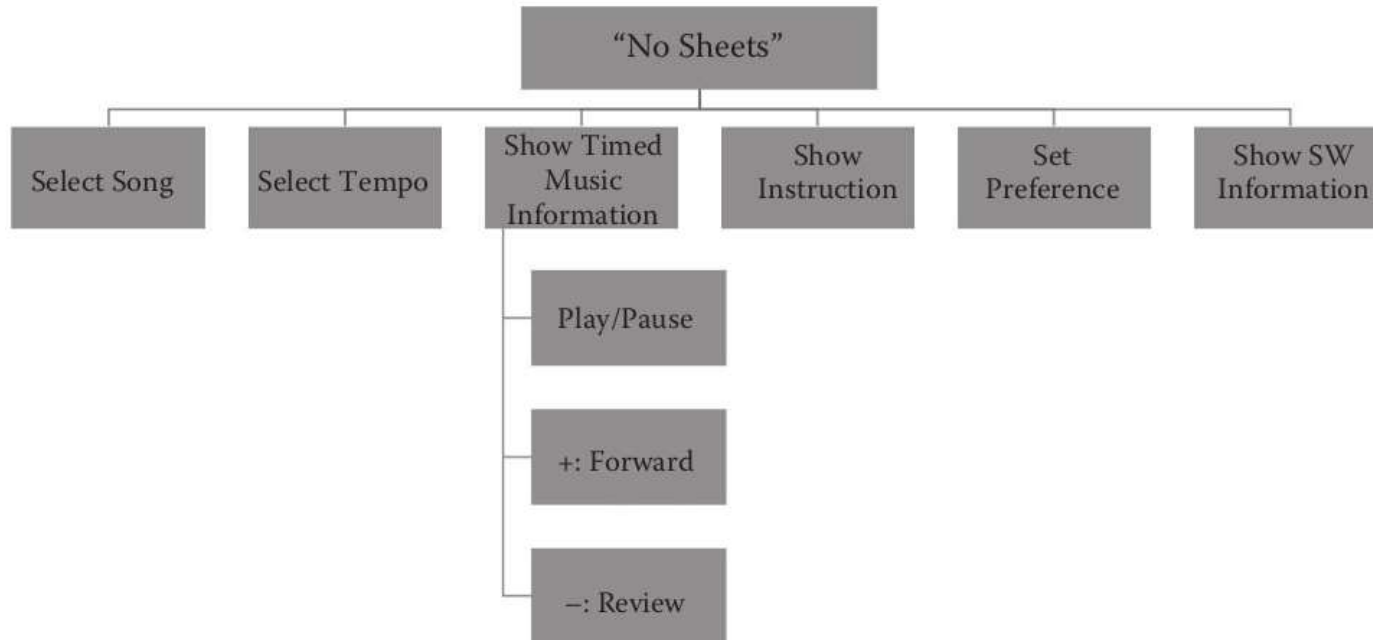 “No Sheets”
Select Song
Select Tempo
Show Timed
Music
Information
Show
Instruction
Set
Preference
Show SW
Information
Play/Pause
+: Forward
–: Review